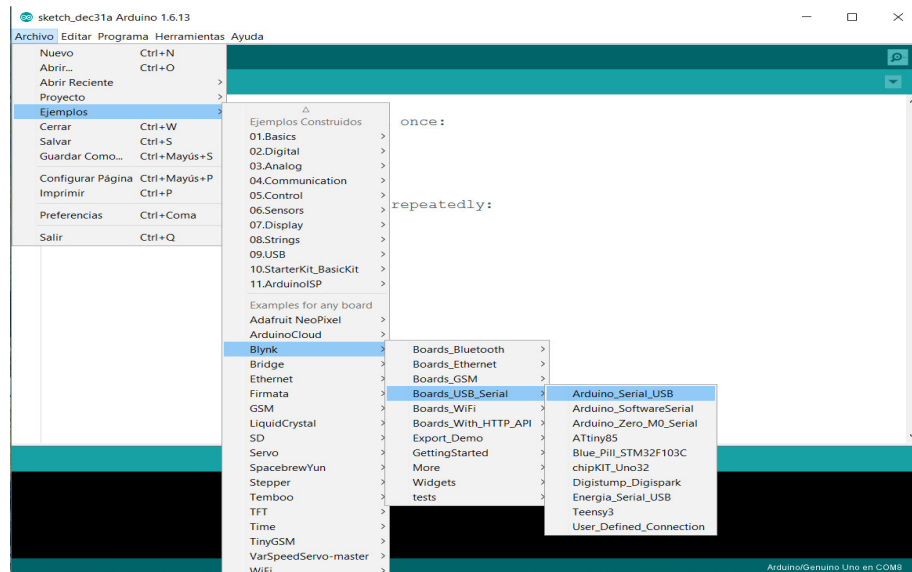 sketch_dec31a Arduino 1.6.13
Archivo Editar Programa Herramientas Ayuda
Nuevo Ctrl+N
Abrir... Ctrl+O
Abrir Reciente
Proyecto
Ejemplos
Cerrar Ctrl+W
Salvar Ctrl+S
Guardar Como... Ctrl+Mayús+S
Configurar Página Ctrl+Mayús+P
Imprimir Ctrl+P
Preferencias Ctrl+Coma
Salir Ctrl+Q
once:
repeatedly:
Ejemplos Construidos
01.Basics
02.Digital
03.Analog
04.Communication
05.Control
06.Sensors
07.Display
08.Strings
09.USB
10.StarterKit_BasicKit
11.ArduinoISP
Examples for any board
Adafruit NeoPixel
ArduinoCloud
Blynk
Bridge
Ethernet
Firmata
GSM
LiquidCrystal
SD
Servo
SpacebrewYun
Stepper
Temboo
TFT
Time
TinyGSM
VarSpeedServo-master
WiFi
Boards_Bluetooth
Boards_Ethernet
Boards_GSM
Boards_USB_Serial
Boards_WiFi
Boards_With_HTTP_API
Export_Demo
GettingStarted
More
Widgets
tests
Arduino_Serial_USB
Arduino_SoftwareSerial
Arduino_Zero_M0_Serial
ATtiny85
Blue_Pill_STM32F103C
chipKIT_Uno32
Digistump_Digispark
Energia_Serial_USB
Teensy3
User_Defined_Connection
Arduino/Genuino Uno en COM8